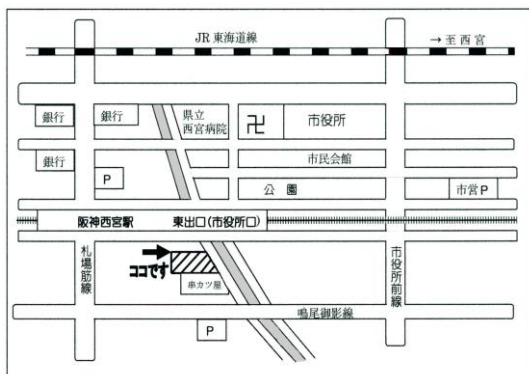 JR 東海道線
→ 至 西宮
銀行
銀行
県立
西宮病院
卍
市役所
銀行
市民会館
P
公 園
市営 P
阪神西宮駅 東出口(市役所口)
ココです
札場筋線
市役所前線
串カツ屋
鳴尾御影線
P